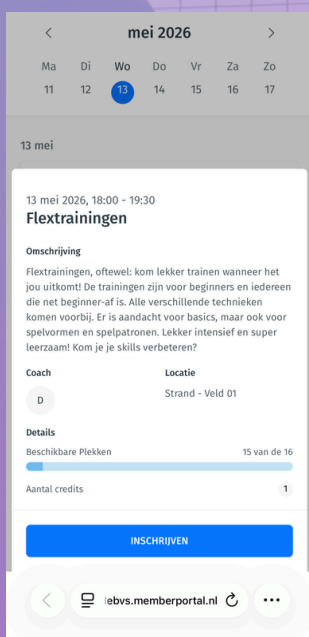 mei 2026
Ma Di Wo Do Vr Za Zo
11 12 13 14 15 16 17
13 mei
13 mei 2026, 18:00 - 19:30
Flextrainingen
Omschrijving
Flextrainingen, oftewel: kom lekker trainen wanneer het
jou uitkomt! De trainingen zijn voor beginners en iedereen
die net beginner-af is. Alle verschillende technieken
komen voorbij. Er is aandacht voor basics, maar ook voor
spelvormen en spelpatronen. Lekker intensief en super
leerzaam! Kom je je skills verbeteren?
Coach Locatie
D Strand - Veld 01
Details
Beschikbare Plekken 15 van de 16
Aantal credits 1
INSCHRIJVEN
lebvs.memberportal.nl